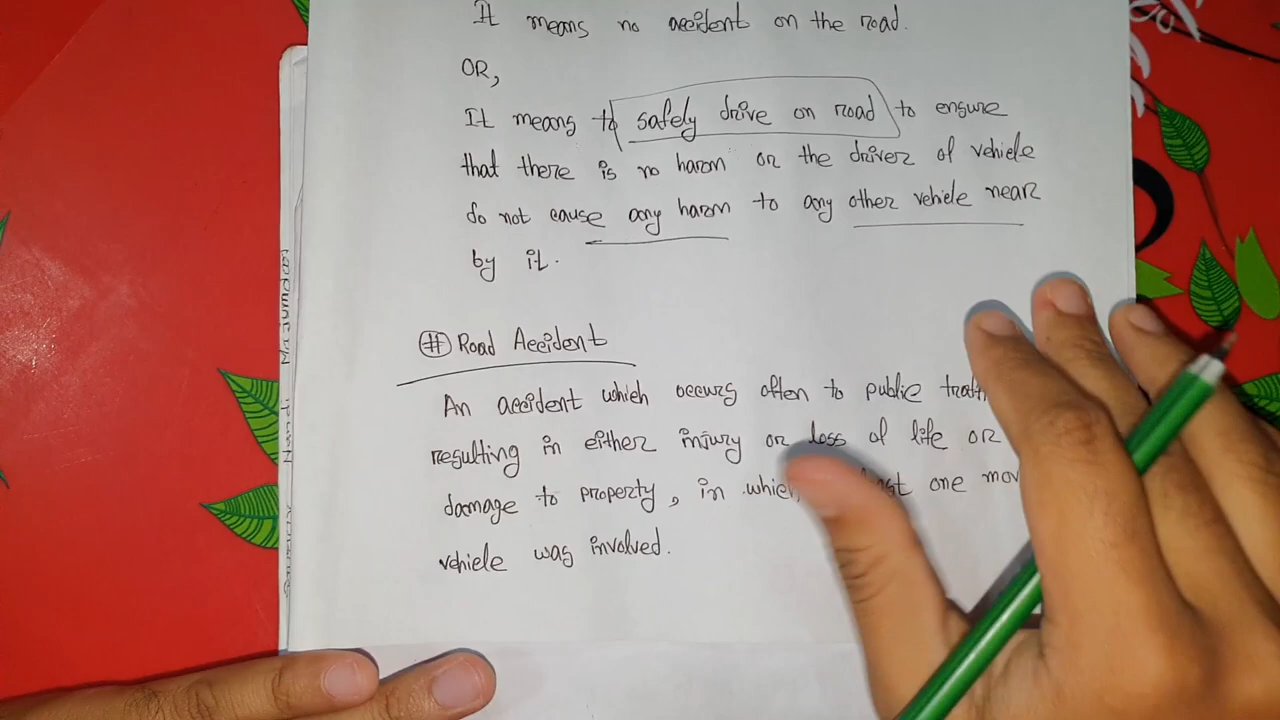 It means no accident on the road.
OR,
It means to safely drive on road to ensure
that there is no harm or the driver of vehicle
do not cause any harm to any other vehicle near
by it.
# Road Accident
An accident which occurs often to public
resulting in either injury or loss of life or
damage to property, in which one
vehicle was involved.